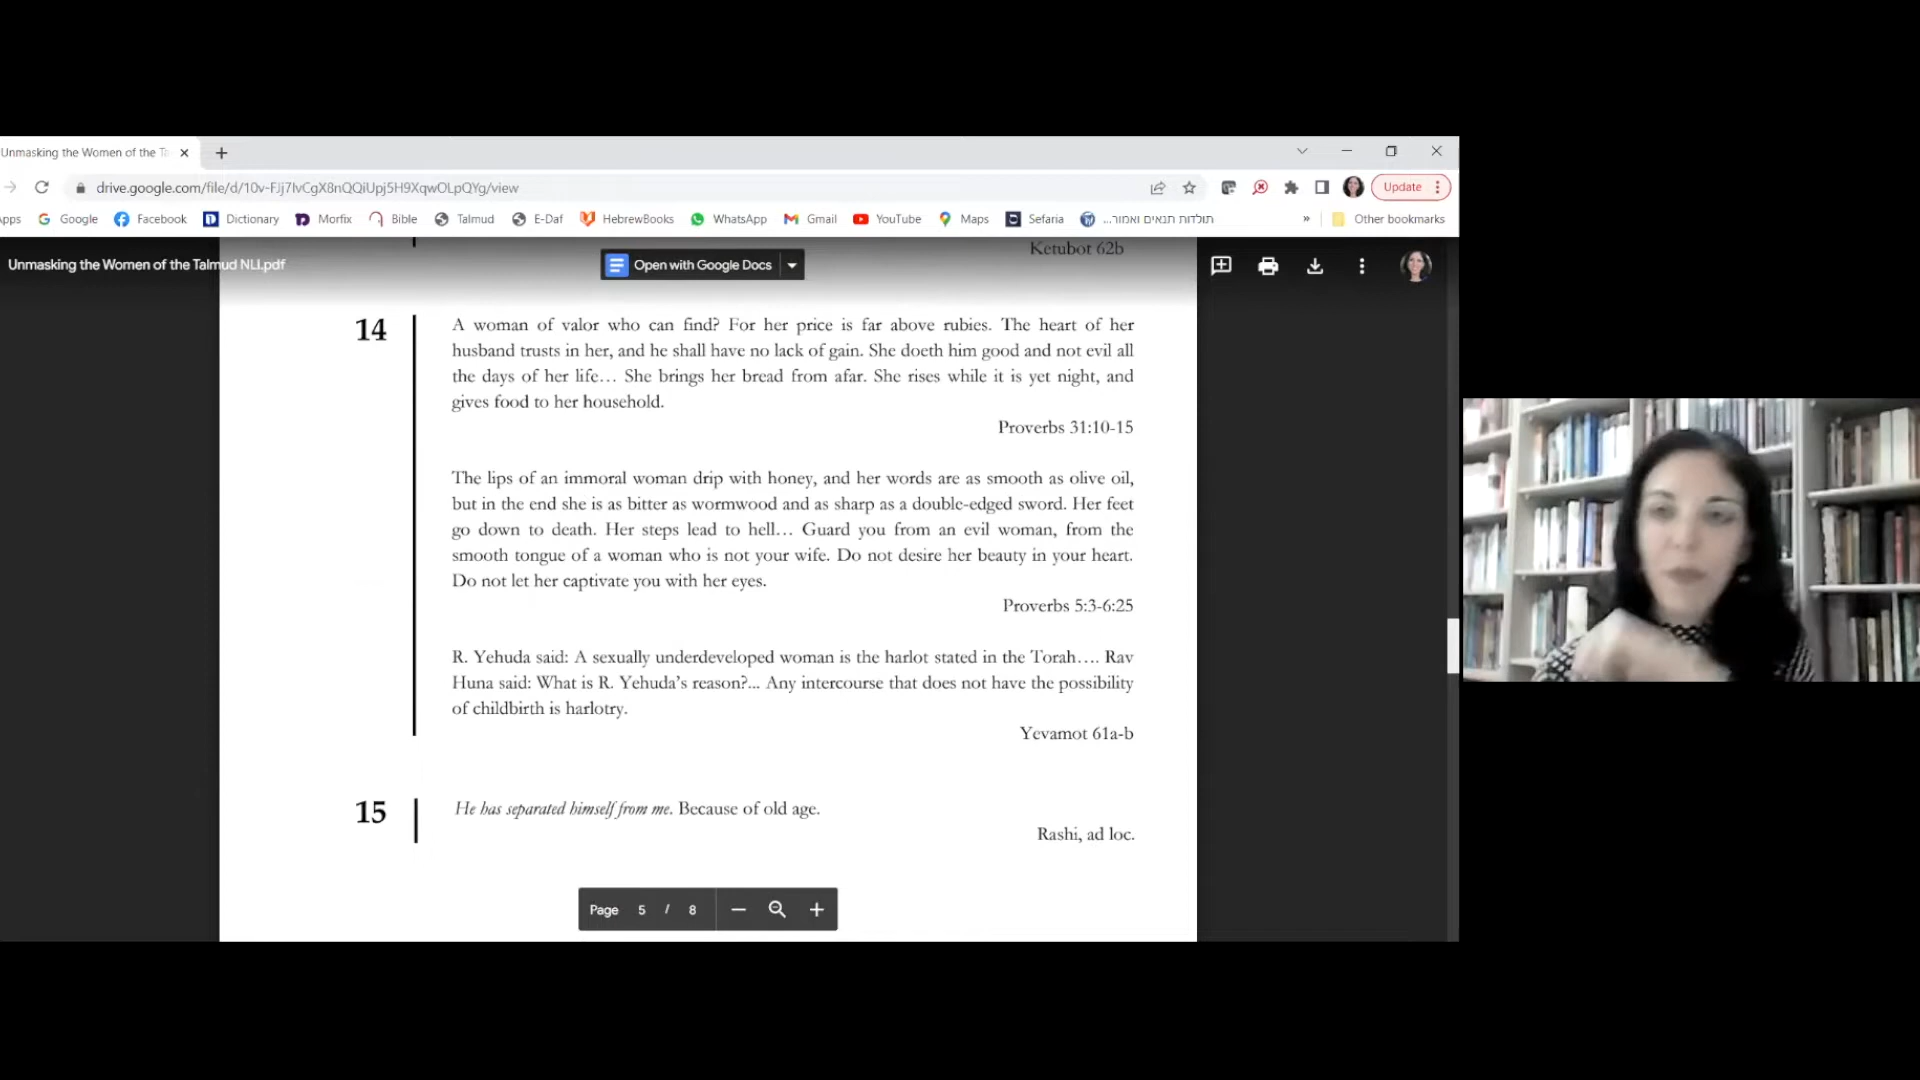 Unmasking the Women of the
drive.google.com/file/d/10v-FJj7lvCgX8nQQiUpj5H9XqwOLpQYg/view
Update
Google Facebook Dictionary Morfix Bible Talmud E-Daf HebrewBooks WhatsApp Gmail YouTube Maps Sefaria תולדות תנאים ואמור... » Other bookmarks
Ketubot 62b
Unmasking the Women of the Talmud NLI.pdf
Open with Google Docs
14
A woman of valor who can find? For her price is far above rubies. The heart of her
husband trusts in her, and he shall have no lack of gain. She doeth him good and not evil all
the days of her life… She brings her bread from afar. She rises while it is yet night, and
gives food to her household.
Proverbs 31:10-15
The lips of an immoral woman drip with honey, and her words are as smooth as olive oil,
but in the end she is as bitter as wormwood and as sharp as a double-edged sword. Her feet
go down to death. Her steps lead to hell… Guard you from an evil woman, from the
smooth tongue of a woman who is not your wife. Do not desire her beauty in your heart.
Do not let her captivate you with her eyes.
Proverbs 5:3-6:25
R. Yehuda said: A sexually underdeveloped woman is the harlot stated in the Torah…. Rav
Huna said: What is R. Yehuda's reason?... Any intercourse that does not have the possibility
of childbirth is harlotry.
Yevamot 61a-b
15
He has separated himself from me. Because of old age.
Rashi, ad loc.
Page 5 / 8